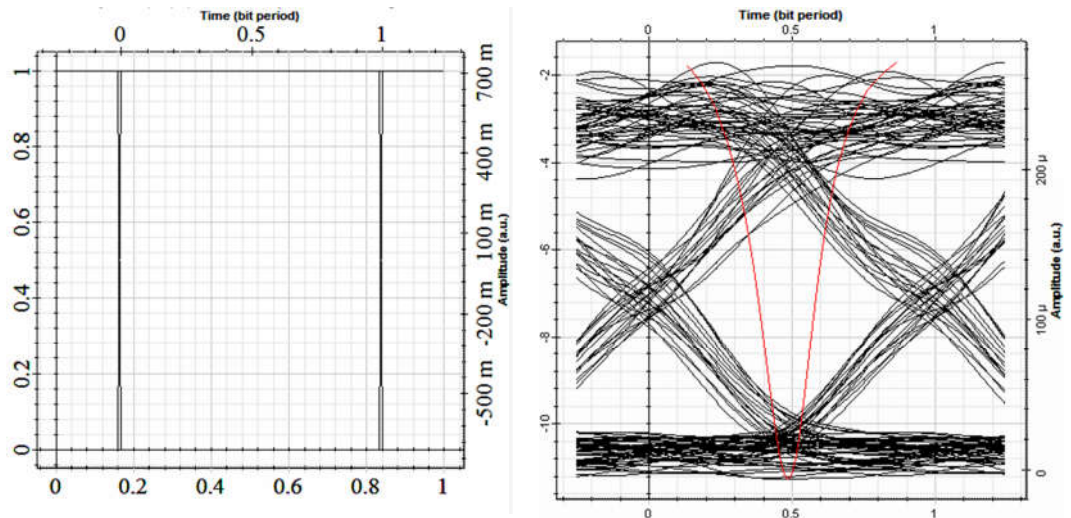 Time (bit period)
0 0.5 1
1
0.8
0.6
0.4
0.2
0
700 m
400 m
100 m
-200 m
-500 m
Amplitude (a.u.)
0 0.2 0.4 0.6 0.8 1
Time (bit period)
0 0.5 1
-2
-4
-6
-8
-10
200 µ
100 µ
0
Amplitude (a.u.)
0 0.5 1